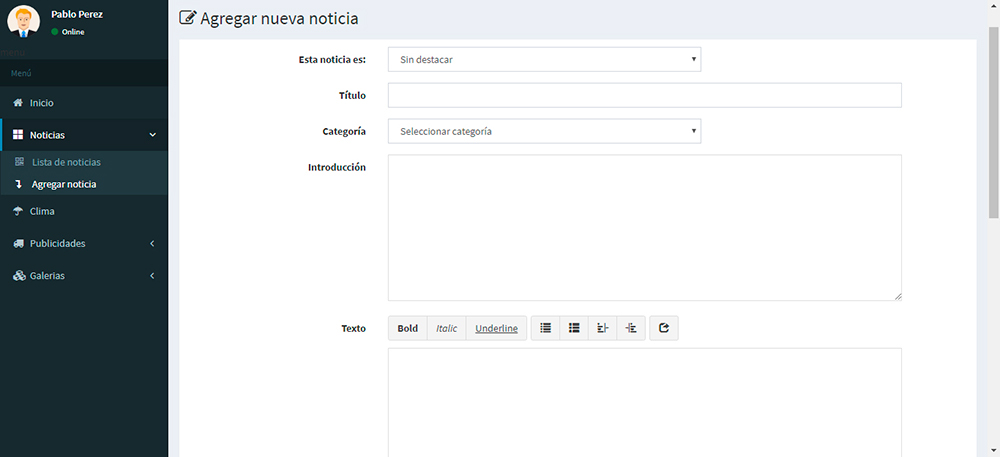 Pablo Perez
Online
menu
Menú
Inicio
Noticias
Lista de noticias
Agregar noticia
Clima
Publicidades
Galerias
Agregar nueva noticia
Esta noticia es: Sin destacar
Título
Categoría Seleccionar categoría
Introducción
Texto Bold Italic Underline